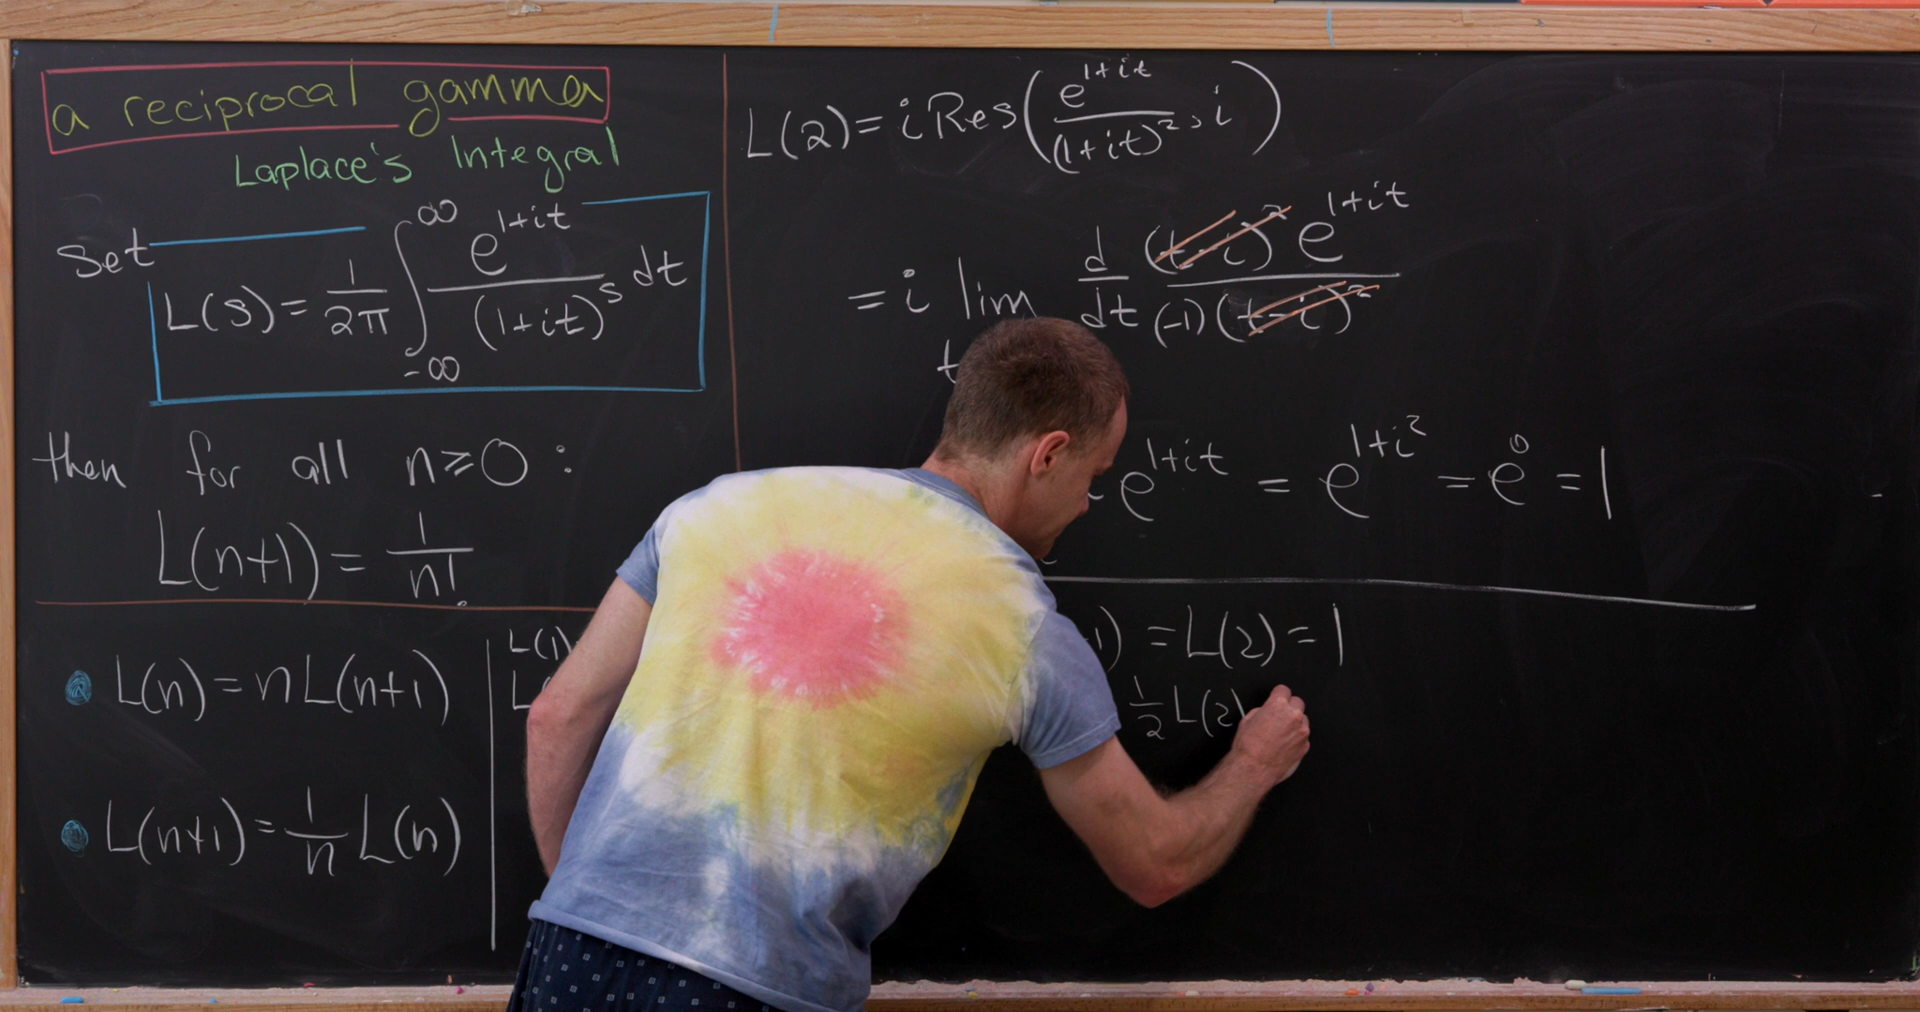 a reciprocal gamma
Laplace's Integral
Set
L(s) = 1/2π ∫_{-∞}^{∞} e^{1+it}/(1+it)^s dt
then for all n ≥ 0 :
L(n+1) = 1/n!
• L(n) = n L(n+1)
• L(n+1) = 1/n L(n)
L(1)
L(2) = i Res( e^{1+it}/(1+it)^2 , i )
= i lim d/dt (t-i)^2 e^{1+it}/(-1)(t-i)^2
t
e^{1+it} = e^{1+i^2} = e^0 = 1
1) = L(2) = 1
1/2 L(2)